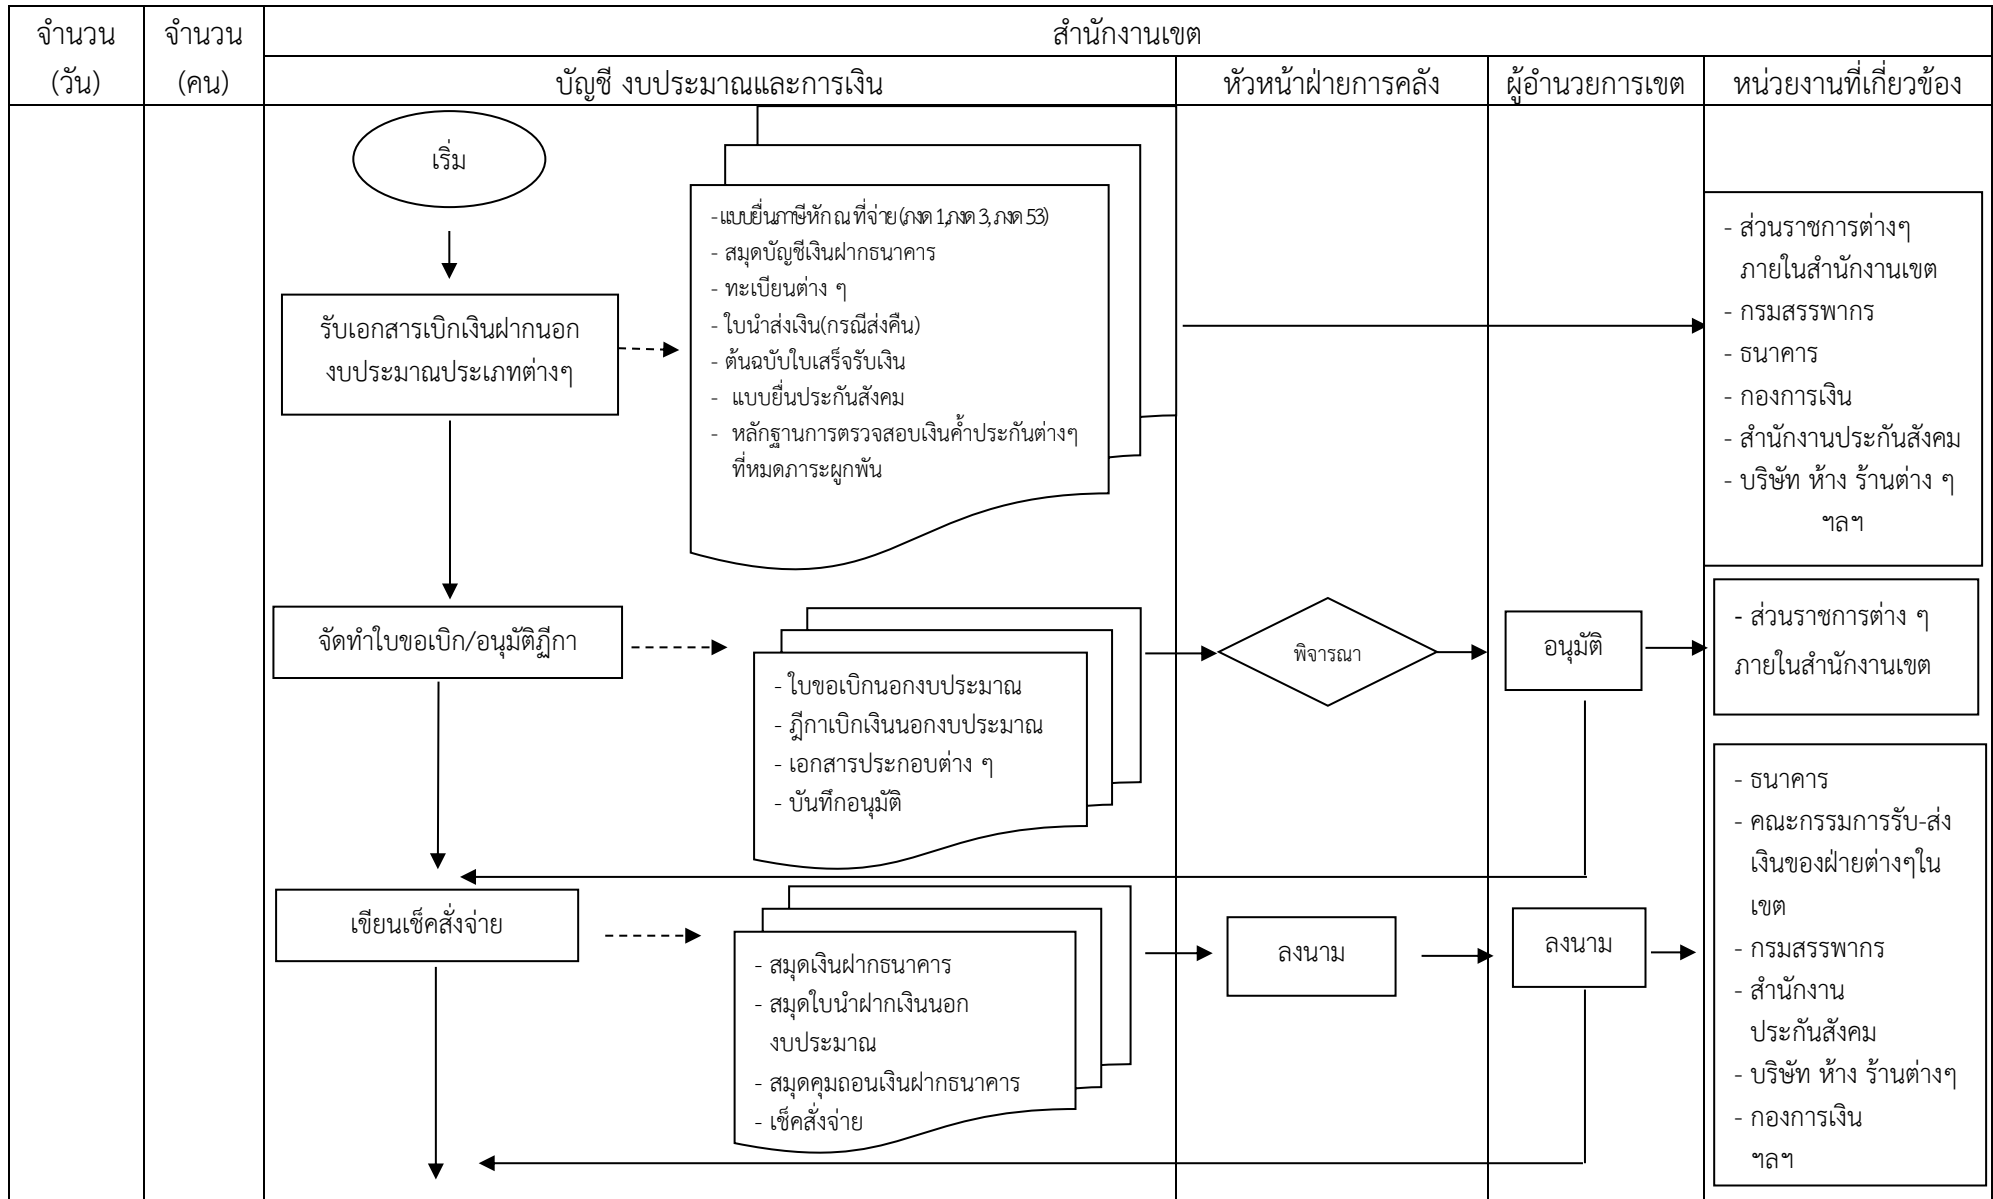 จำนวน
(วัน)
จำนวน
(คน)
สำนักงานเขต
บัญชี งบประมาณและการเงิน
หัวหน้าฝ่ายการคลัง
ผู้อำนวยการเขต
หน่วยงานที่เกี่ยวข้อง
เริ่ม
รับเอกสารเบิกเงินฝากนอก
งบประมาณประเภทต่างๆ
-แบบยื่นภาษีหัก ณ ที่จ่าย (ภงด 1,ภงด 3, ภงด 53)
- สมุดบัญชีเงินฝากธนาคาร
- ทะเบียนต่าง ๆ
- ใบนำส่งเงิน(กรณีส่งคืน)
- ต้นฉบับใบเสร็จรับเงิน
- แบบยื่นประกันสังคม
- หลักฐานการตรวจสอบเงินค้ำประกันต่างๆ
ที่หมดภาระผูกพัน
- ส่วนราชการต่างๆ
ภายในสำนักงานเขต
- กรมสรรพากร
- ธนาคาร
- กองการเงิน
- สำนักงานประกันสังคม
- บริษัท ห้าง ร้านต่าง ๆ
ฯลฯ
จัดทำใบขอเบิก/อนุมัติฎีกา
- ใบขอเบิกนอกงบประมาณ
- ฎีกาเบิกเงินนอกงบประมาณ
- เอกสารประกอบต่าง ๆ
- บันทึกอนุมัติ
พิจารณา
อนุมัติ
- ส่วนราชการต่าง ๆ
ภายในสำนักงานเขต
เขียนเช็คสั่งจ่าย
- สมุดเงินฝากธนาคาร
- สมุดใบนำฝากเงินนอก
งบประมาณ
- สมุดคุมถอนเงินฝากธนาคาร
- เช็คสั่งจ่าย
ลงนาม
ลงนาม
- ธนาคาร
- คณะกรรมการรับ-ส่ง
เงินของฝ่ายต่างๆใน
เขต
- กรมสรรพากร
- สำนักงาน
ประกันสังคม
- บริษัท ห้าง ร้านต่างๆ
- กองการเงิน
ฯลฯ